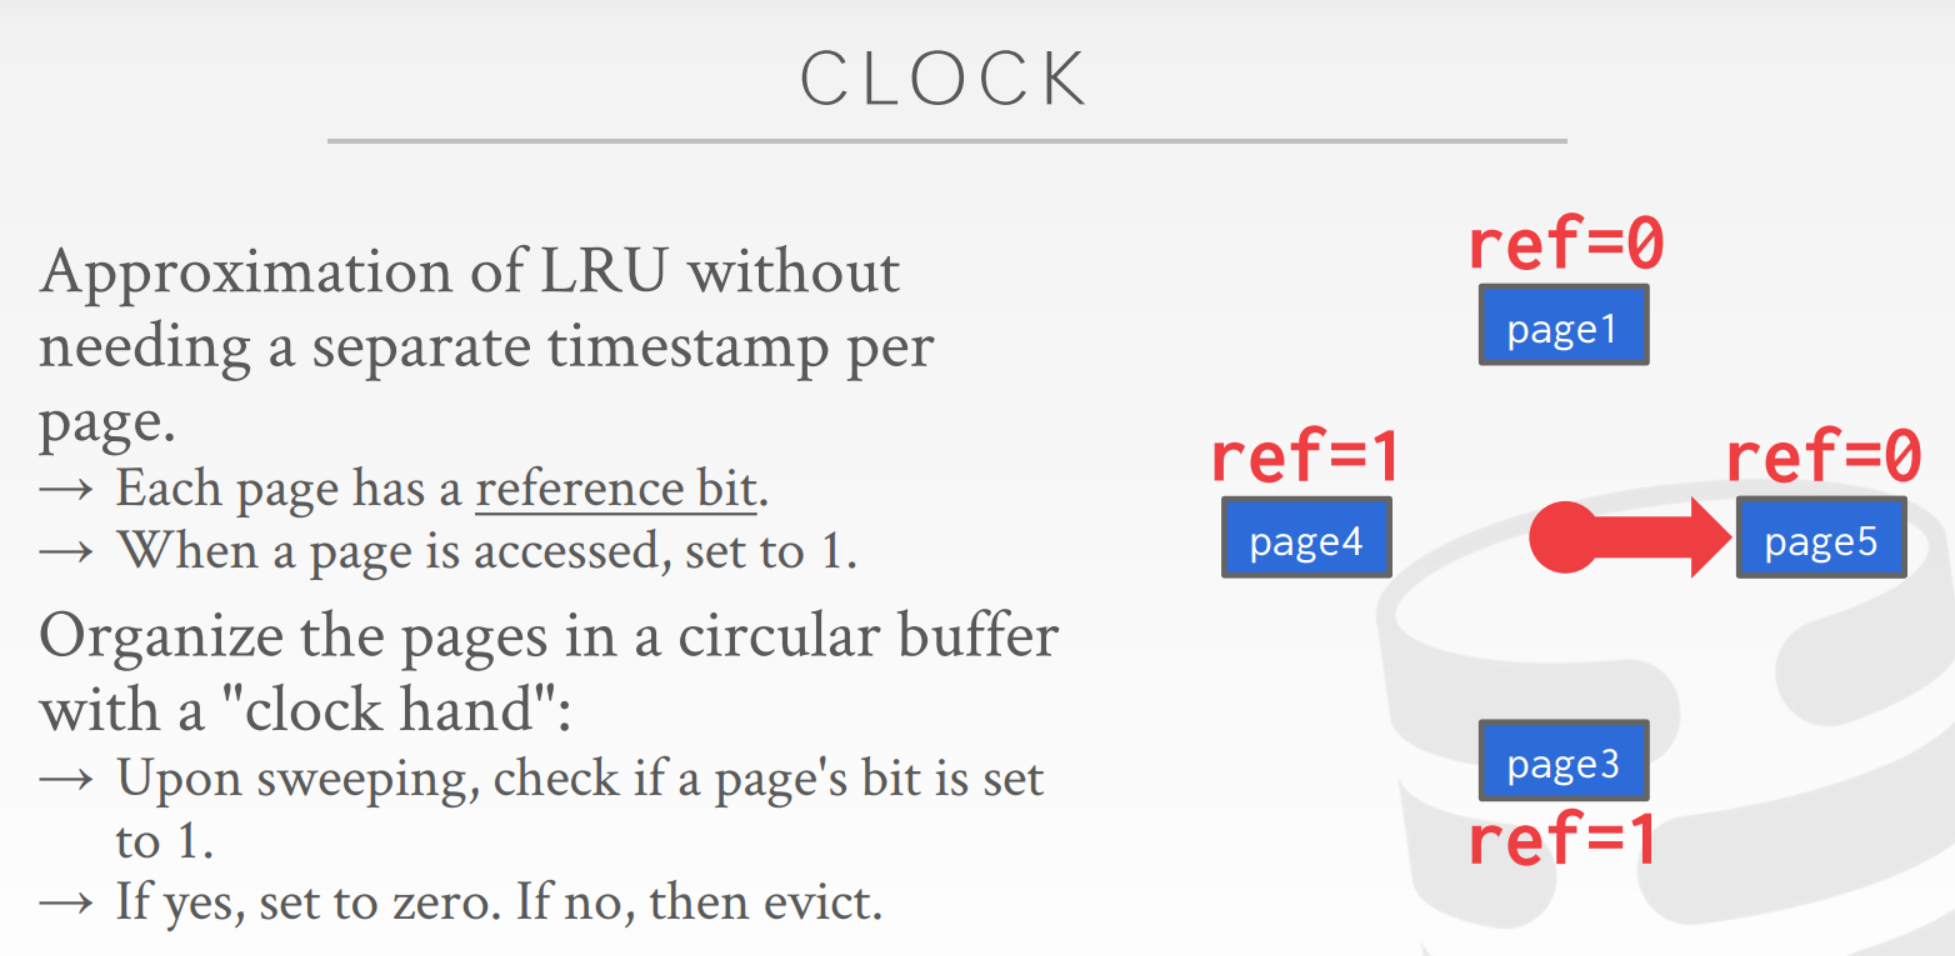 CLOCK
Approximation of LRU without
needing a separate timestamp per
page.
→ Each page has a reference bit.
→ When a page is accessed, set to 1.
Organize the pages in a circular buffer
with a "clock hand":
→ Upon sweeping, check if a page's bit is set
to 1.
→ If yes, set to zero. If no, then evict.
ref=0
page1
ref=1
page4
ref=0
page5
page3
ref=1